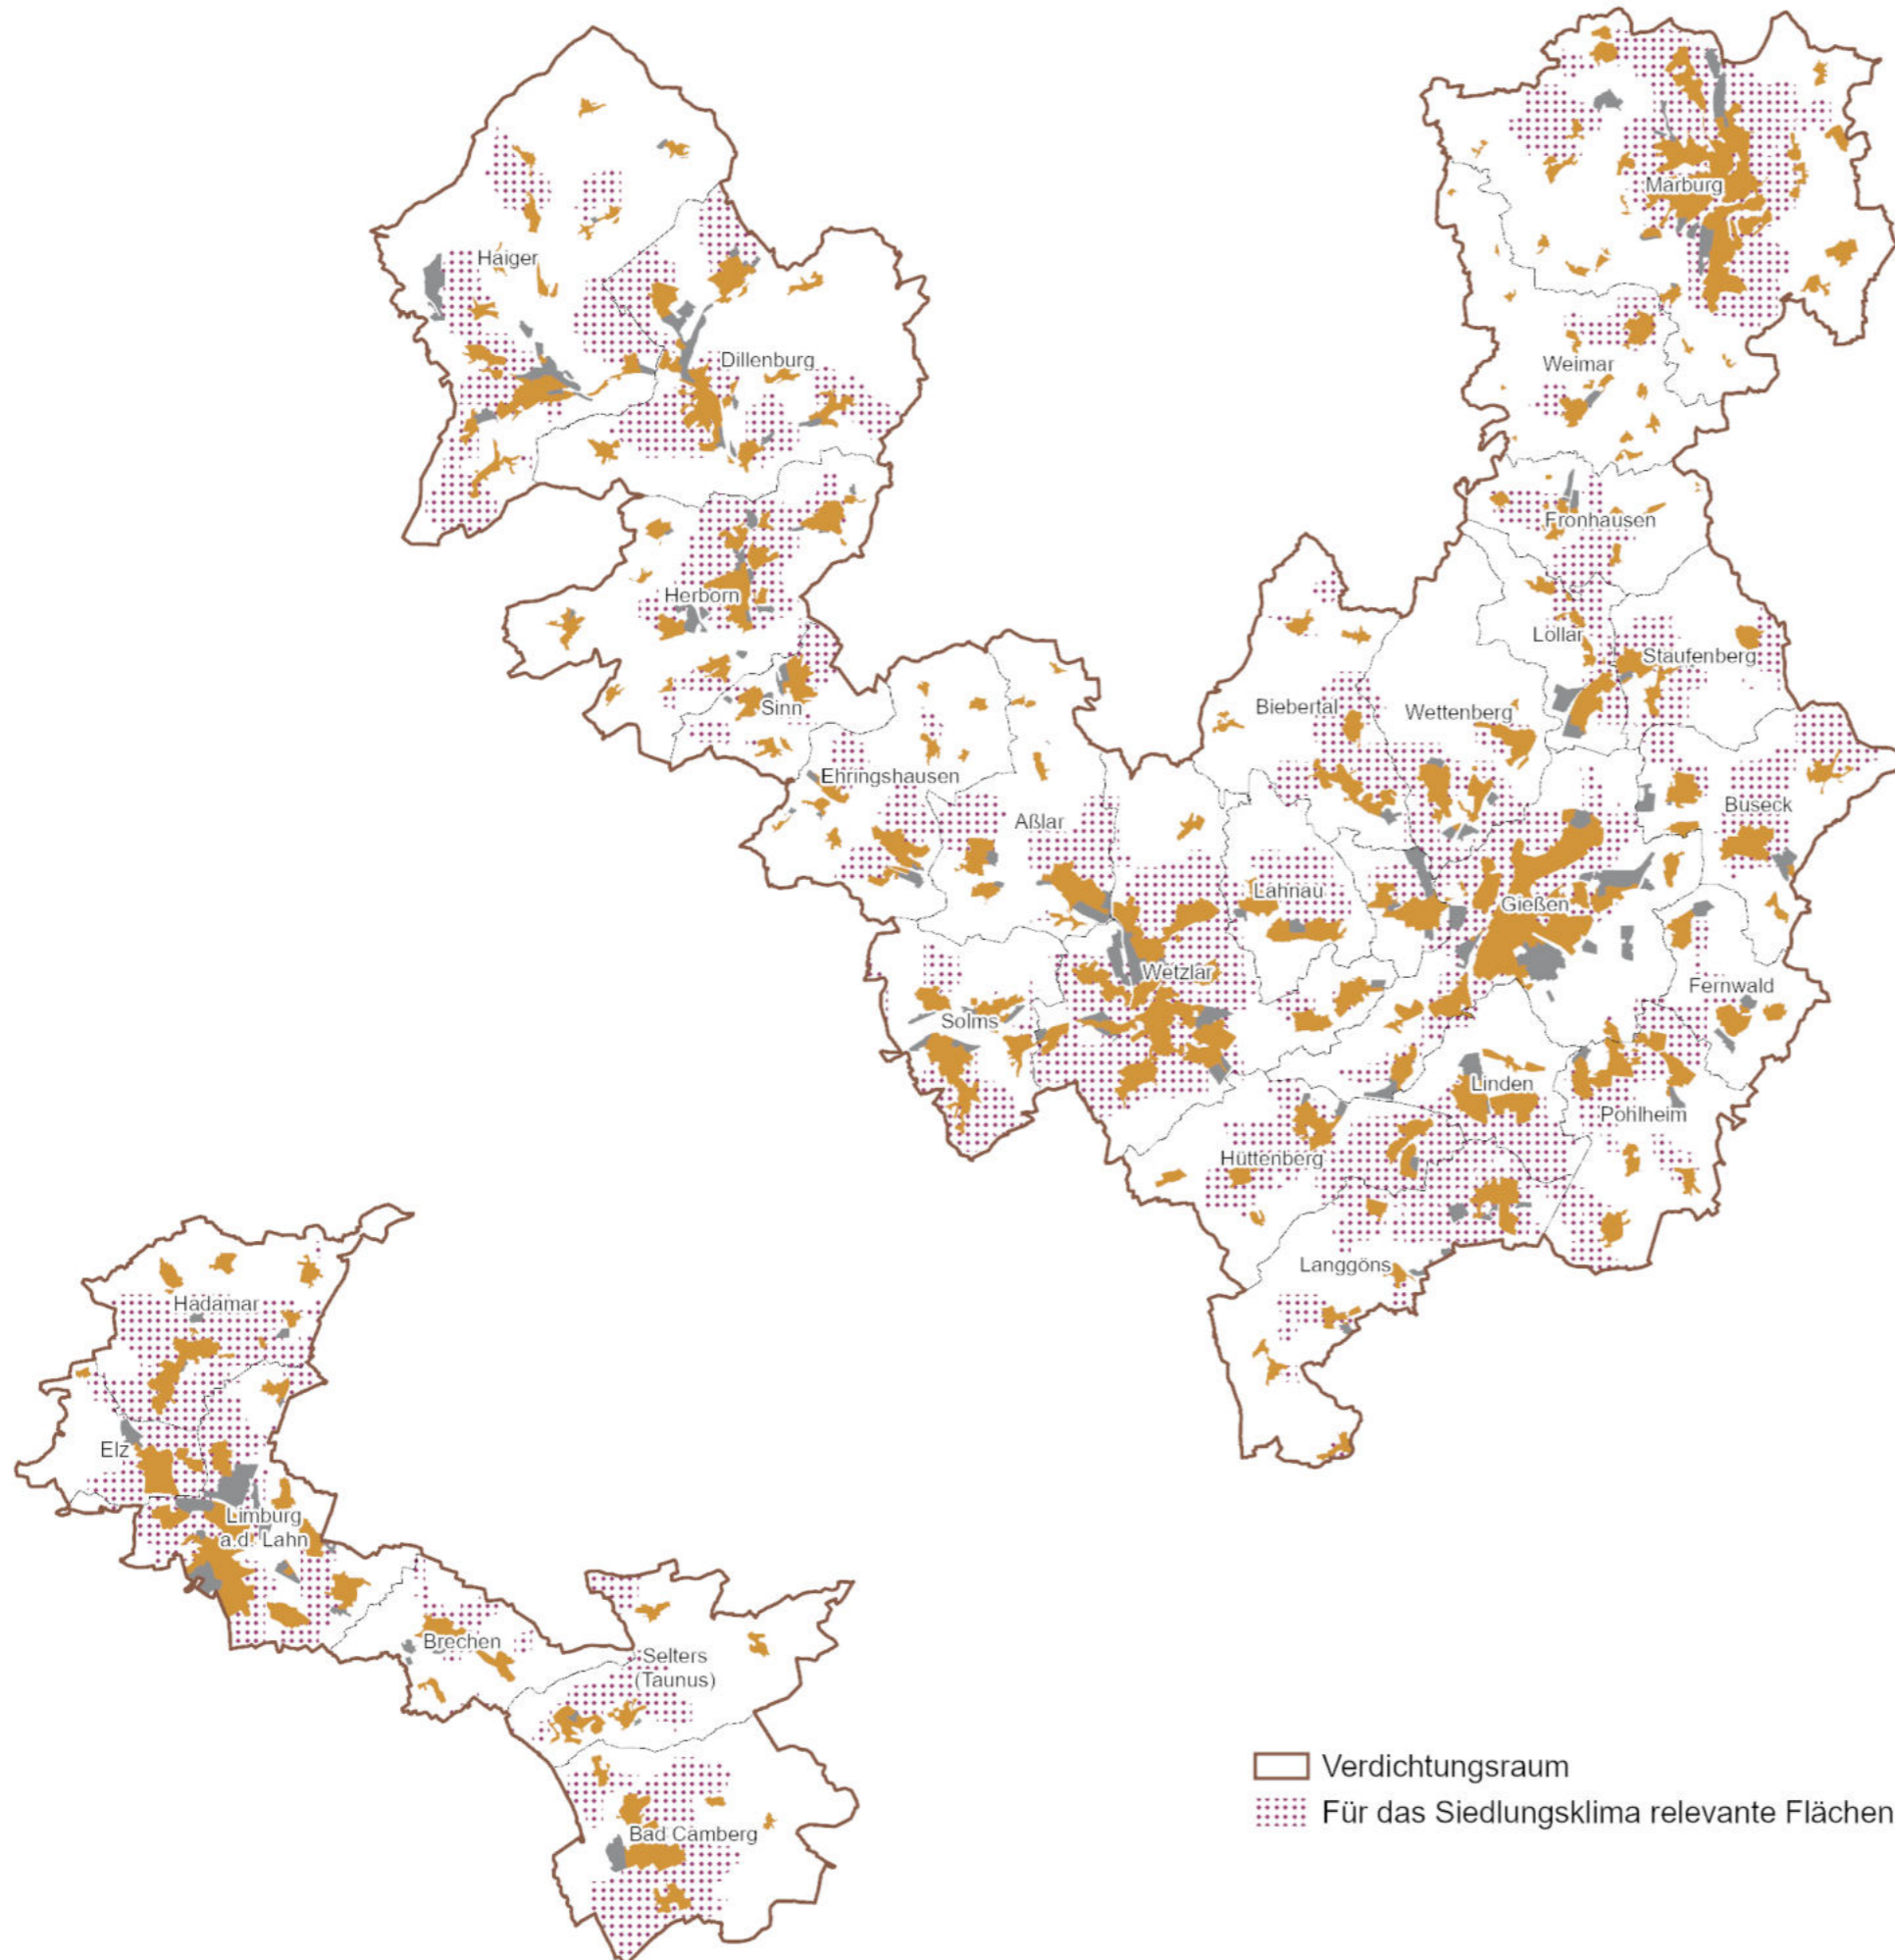 Marburg
Haiger
Dillenburg
Weimar
Fronhausen
Herborn
Lollar
Staufenberg
Sinn
Biebertal
Wettenberg
Ehringshausen
Buseck
Aßlar
Lahnau
Gießen
Wetzlar
Fernwald
Solms
Linden
Pohlheim
Hüttenberg
Langgöns
Hadamar
Elz
Limburg
a.d. Lahn
Brechen
Selters
(Taunus)
Bad Camberg
Verdichtungsraum
Für das Siedlungsklima relevante Flächen